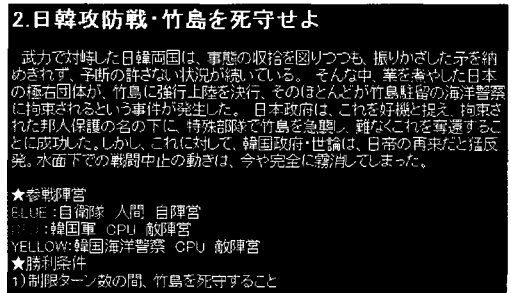 2.日韓攻防戦・竹島を死守せよ
武力で対峙した日韓両国は、事態の収拾を図りつつも、振りかざした矛を納
めきれず、予断の許さない状況が続いている。 そんな中、業を煮やした日本
の極右団体が、竹島に強行上陸を決行、そのほとんどが竹島駐留の海洋警察
に拘束されるという事件が発生した。 日本政府は、これを好機と捉え、拘束さ
れた邦人保護の名の下に、特殊部隊で竹島を急襲し、難なくこれを奪還するこ
とに成功した。しかし、これに対して、韓国政府・世論は、日帝の再来だと猛反
発。水面下での戦闘中止の動きは、今や完全に霧消してしまった。
★参戦陣営
BLUE:自衛隊 人間 自陣営
:韓国軍 CPU 敵陣営
YELLOW:韓国海洋警察 CPU 敵陣営
★勝利条件
1)制限ターン数の間、竹島を死守すること